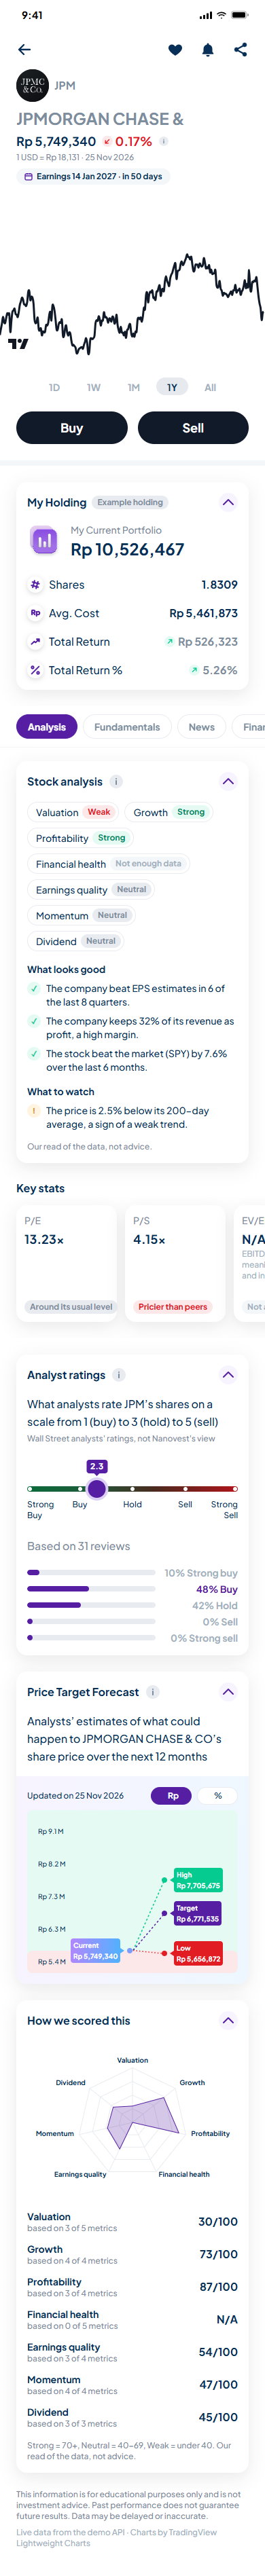 9:41
JPMC
& CO.
JPM
JPMORGAN CHASE &
Rp 5,749,340 0.17%
1 USD = Rp 18,131 · 25 Nov 2026
Earnings 14 Jan 2027 · in 50 days
1D 1W 1M 1Y All
Buy Sell
My Holding Example holding
My Current Portfolio
Rp 10,526,467
Shares 1.8309
Rp Avg. Cost Rp 5,461,873
Total Return Rp 526,323
Total Return % 5.26%
Analysis Fundamentals News Finan
Stock analysis i
Valuation Weak Growth Strong
Profitability Strong
Financial health Not enough data
Earnings quality Neutral
Momentum Neutral
Dividend Neutral
What looks good
The company beat EPS estimates in 6 of
the last 8 quarters.
The company keeps 32% of its revenue as
profit, a high margin.
The stock beat the market (SPY) by 7.6%
over the last 6 months.
What to watch
! The price is 2.5% below its 200-day
average, a sign of a weak trend.
Our read of the data, not advice.
Key stats
P/E P/S EV/E
13.23× 4.15× N/A
EBITD
meani
and in
Around its usual level Pricier than peers Not a
Analyst ratings i
What analysts rate JPM's shares on a
scale from 1 (buy) to 3 (hold) to 5 (sell)
Wall Street analysts' ratings, not Nanovest's view
2.3
Strong Buy Hold Sell Strong
Buy Sell
Based on 31 reviews
10% Strong buy
48% Buy
42% Hold
0% Sell
0% Strong sell
Price Target Forecast i
Analysts' estimates of what could
happen to JPMORGAN CHASE & CO's
share price over the next 12 months
Updated on 25 Nov 2026 Rp %
Rp 9.1 M
Rp 8.2 M
High
Rp 7,705,675
Rp 7.3 M
Target
Rp 6,771,535
Rp 6.3 M
Current
Rp 5,749,340
Low
Rp 5,656,872
Rp 5.4 M
How we scored this
Valuation
Dividend Growth
Momentum Profitability
Earnings quality Financial health
Valuation 30/100
based on 3 of 5 metrics
Growth 73/100
based on 4 of 4 metrics
Profitability 87/100
based on 3 of 4 metrics
Financial health N/A
based on 0 of 5 metrics
Earnings quality 54/100
based on 3 of 3 metrics
Momentum 47/100
based on 4 of 4 metrics
Dividend 45/100
based on 3 of 3 metrics
Strong = 70+, Neutral = 40–69, Weak = under 40. Our
read of the data, not advice.
This information is for educational purposes only and is not
investment advice. Past performance does not guarantee
future results. Data may be delayed or inaccurate.
Live data from the demo API · Charts by TradingView
Lightweight Charts